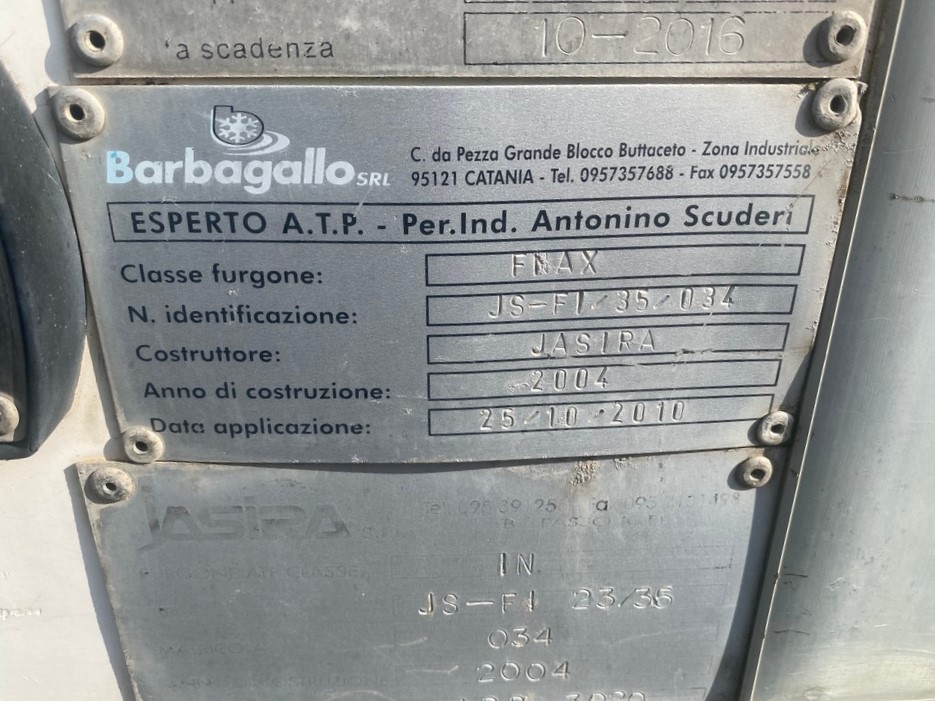 a scadenza 10-2016
Barbagallo SRL
C. da Pezza Grande Blocco Buttaceto - Zona Industriale
95121 CATANIA - Tel. 0957357688 - Fax 0957357558
ESPERTO A.T.P. - Per.Ind. Antonino Scuderi
Classe furgone: FNAX
N. identificazione: JS-FI/35/034
Costruttore: JASIRA
Anno di costruzione: 2004
Data applicazione: 25/10/2010
JASIRA
IN
JS-FI 23/35
034
2004